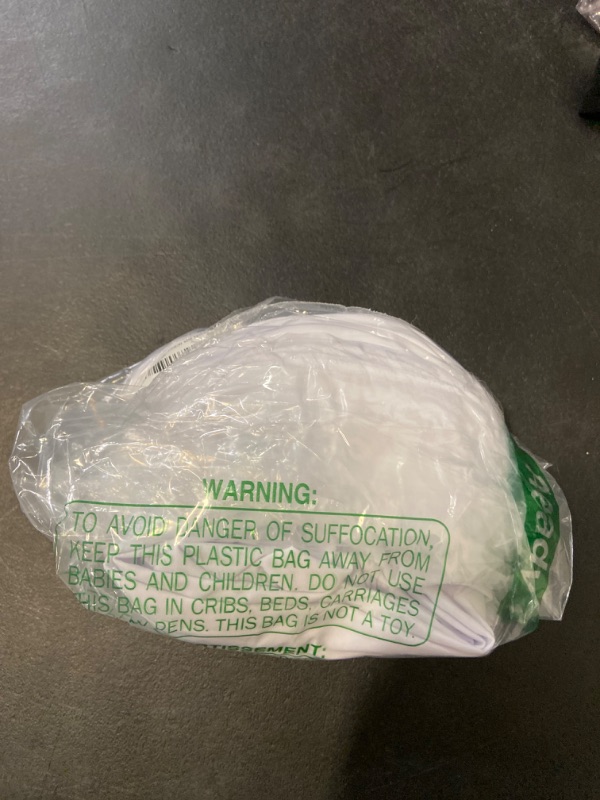 WARNING:
TO AVOID DANGER OF SUFFOCATION,
KEEP THIS PLASTIC BAG AWAY FROM
BABIES AND CHILDREN. DO NOT USE
THIS BAG IN CRIBS, BEDS, CARRIAGES
PENS. THIS BAG IS NOT A TOY.
TISSEMENT: